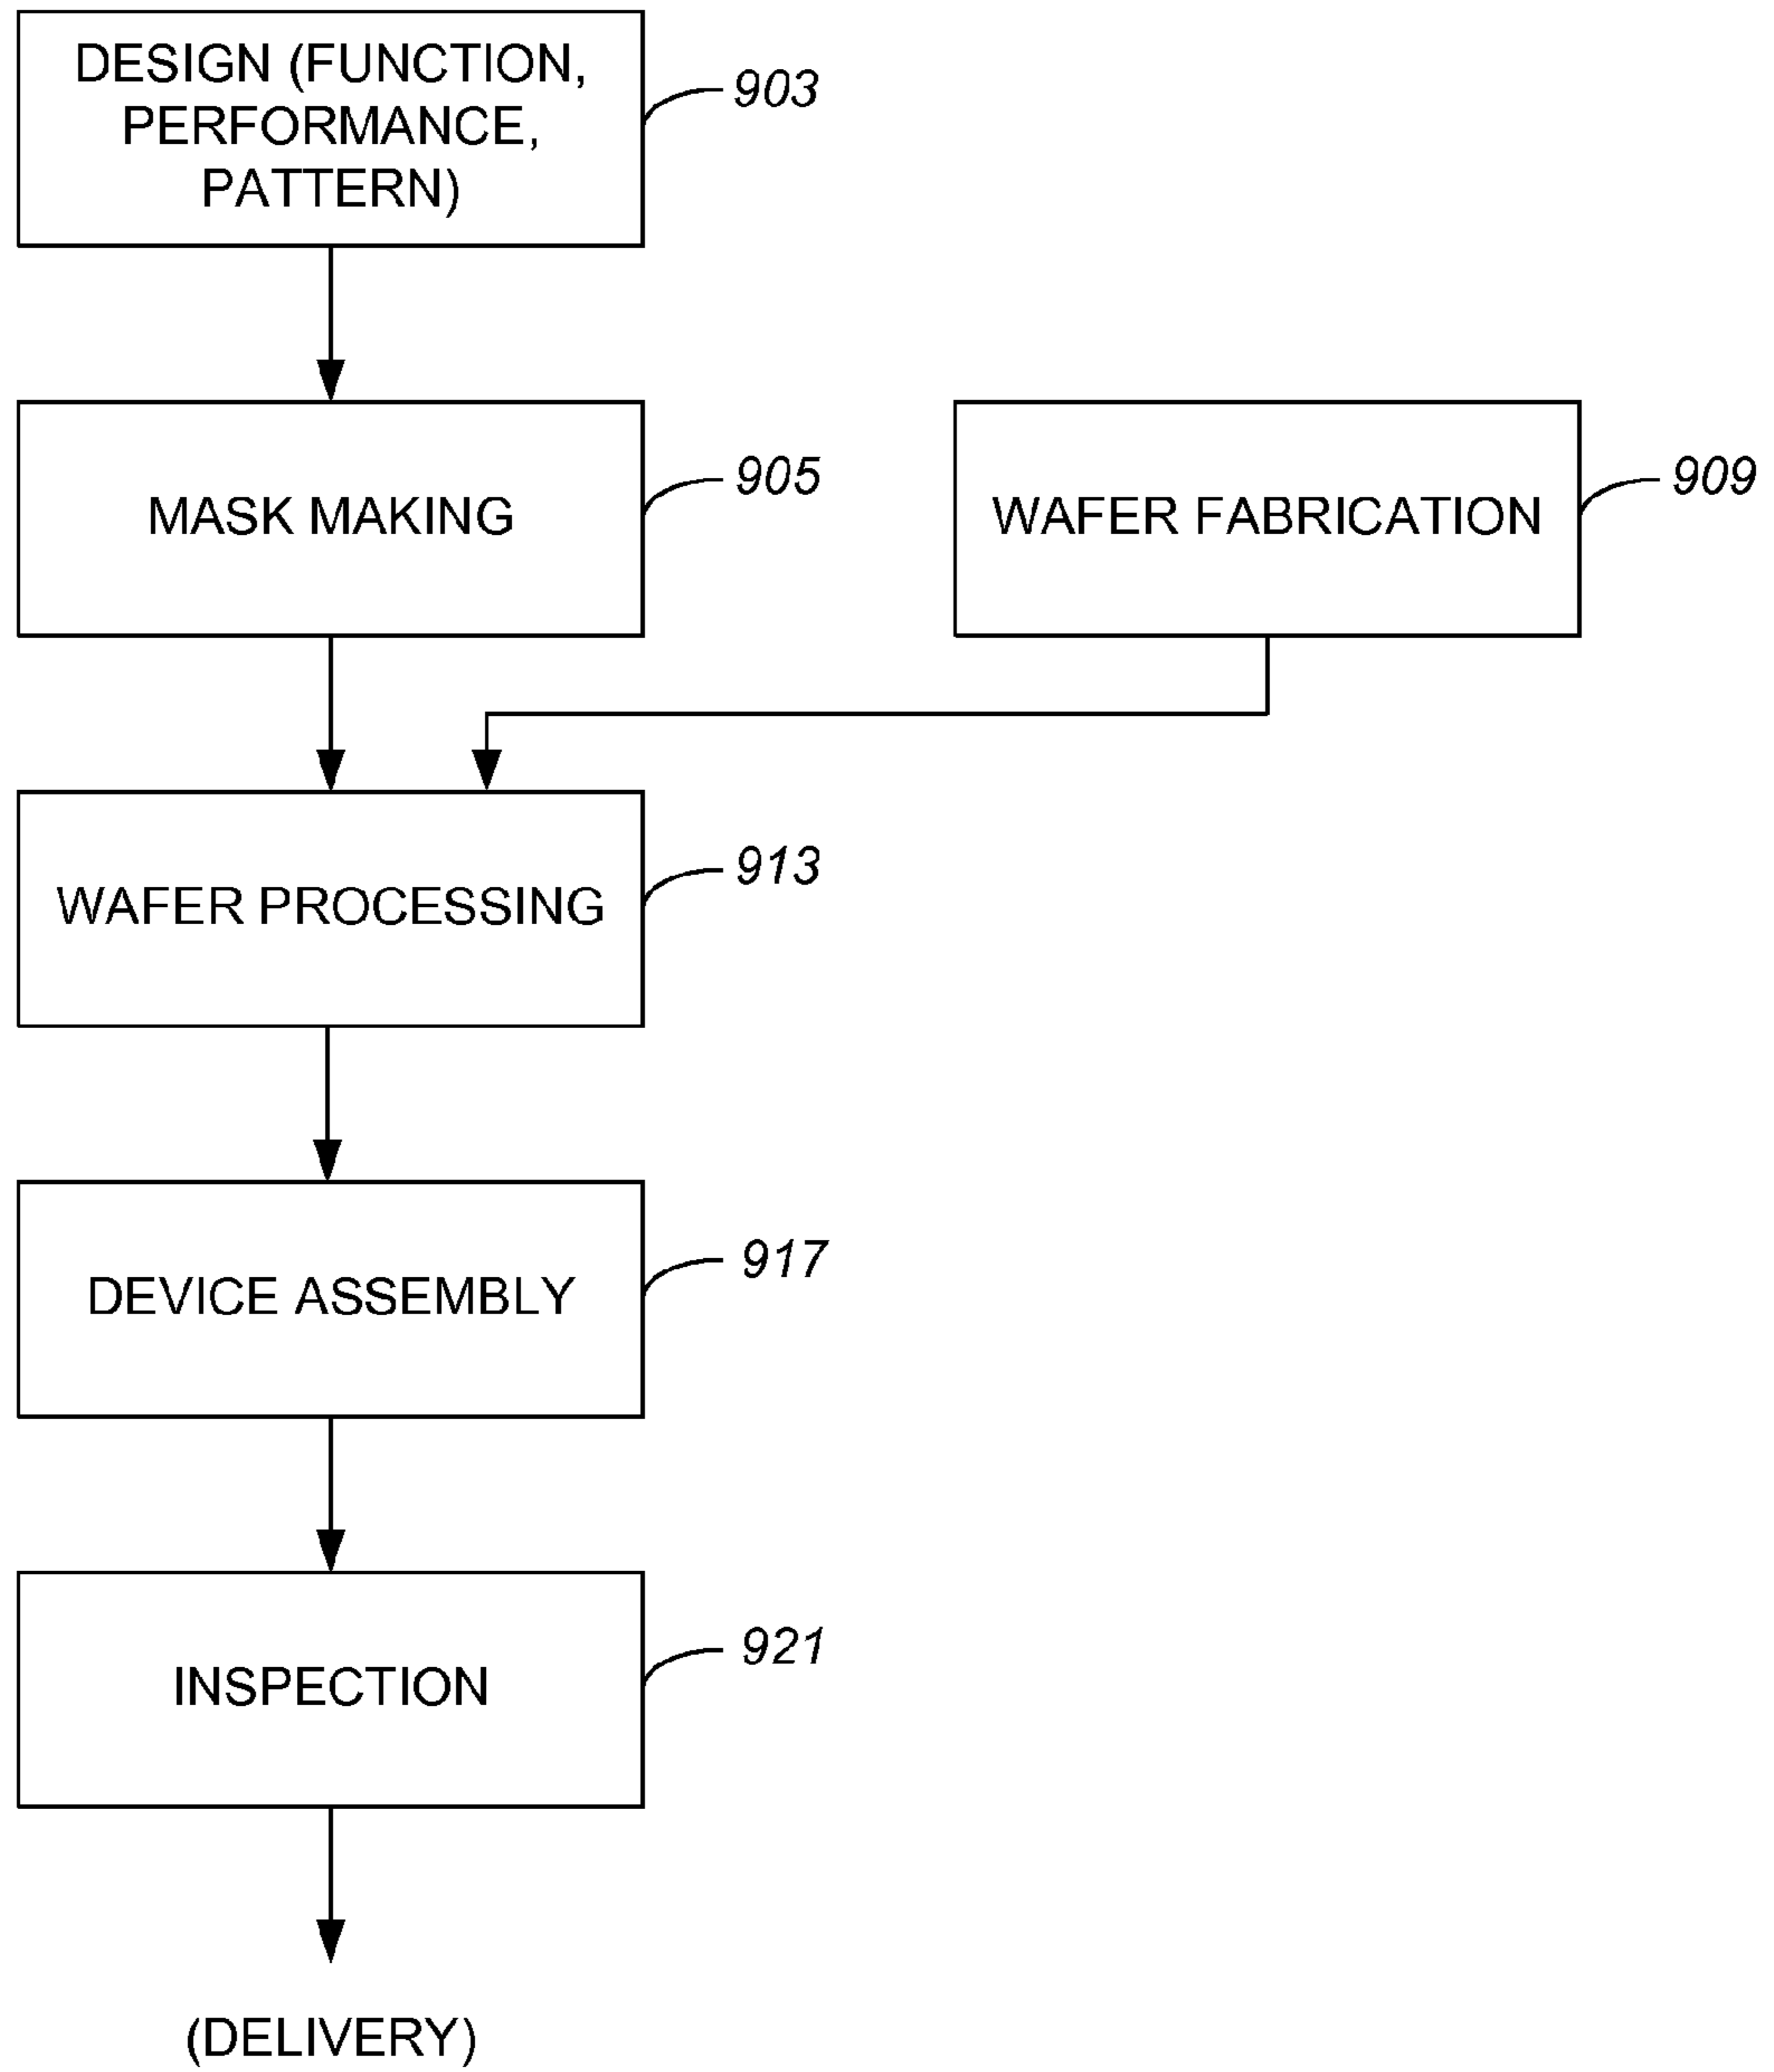 DESIGN (FUNCTION,
PERFORMANCE,
PATTERN)
903
MASK MAKING
905
WAFER FABRICATION
909
WAFER PROCESSING
913
DEVICE ASSEMBLY
917
INSPECTION
921
(DELIVERY)